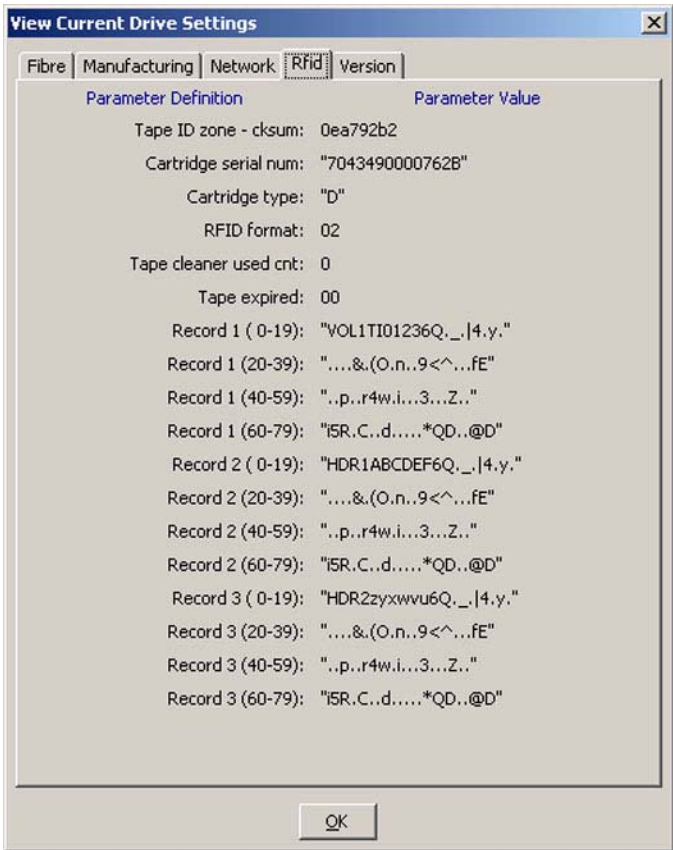 View Current Drive Settings
Fibre Manufacturing Network Rfid Version
Parameter Definition Parameter Value
Tape ID zone - cksum: 0ea792b2
Cartridge serial num: "7043490000762B"
Cartridge type: "D"
RFID format: 02
Tape cleaner used cnt: 0
Tape expired: 00
Record 1 ( 0-19): "VOL1TI01236Q._.|4.y."
Record 1 (20-39): "....&.(O.n..9<^...fE"
Record 1 (40-59): "..p..r4w.i...3...Z.."
Record 1 (60-79): "i5R.C..d.....*QD..@D"
Record 2 ( 0-19): "HDR1ABCDEF6Q._.|4.y."
Record 2 (20-39): "....&.(O.n..9<^...fE"
Record 2 (40-59): "..p..r4w.i...3...Z.."
Record 2 (60-79): "i5R.C..d.....*QD..@D"
Record 3 ( 0-19): "HDR2zyxwvu6Q._.|4.y."
Record 3 (20-39): "....&.(O.n..9<^...fE"
Record 3 (40-59): "..p..r4w.i...3...Z.."
Record 3 (60-79): "i5R.C..d.....*QD..@D"
OK